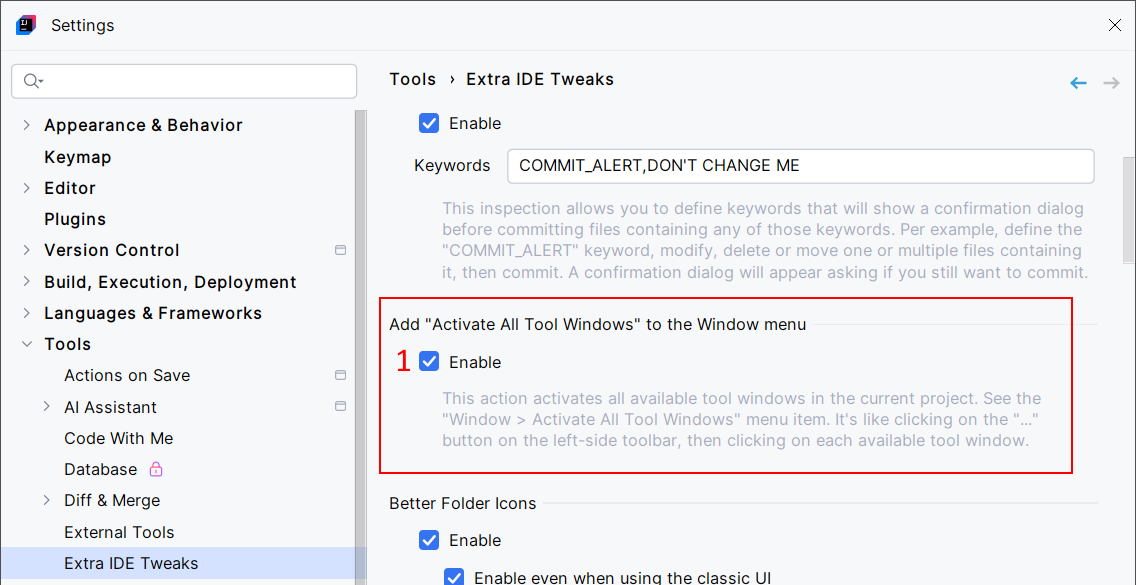 Settings
Appearance & Behavior
Keymap
Editor
Plugins
Version Control
Build, Execution, Deployment
Languages & Frameworks
Tools
Actions on Save
AI Assistant
Code With Me
Database
Diff & Merge
External Tools
Extra IDE Tweaks
Tools › Extra IDE Tweaks
Enable
Keywords COMMIT_ALERT,DON'T CHANGE ME
This inspection allows you to define keywords that will show a confirmation dialog
before committing files containing any of those keywords. Per example, define the
"COMMIT_ALERT" keyword, modify, delete or move one or multiple files containing
it, then commit. A confirmation dialog will appear asking if you still want to commit.
Add "Activate All Tool Windows" to the Window menu
1 Enable
This action activates all available tool windows in the current project. See the
"Window > Activate All Tool Windows" menu item. It's like clicking on the "..."
button on the left-side toolbar, then clicking on each available tool window.
Better Folder Icons
Enable
Enable even when using the classic UI